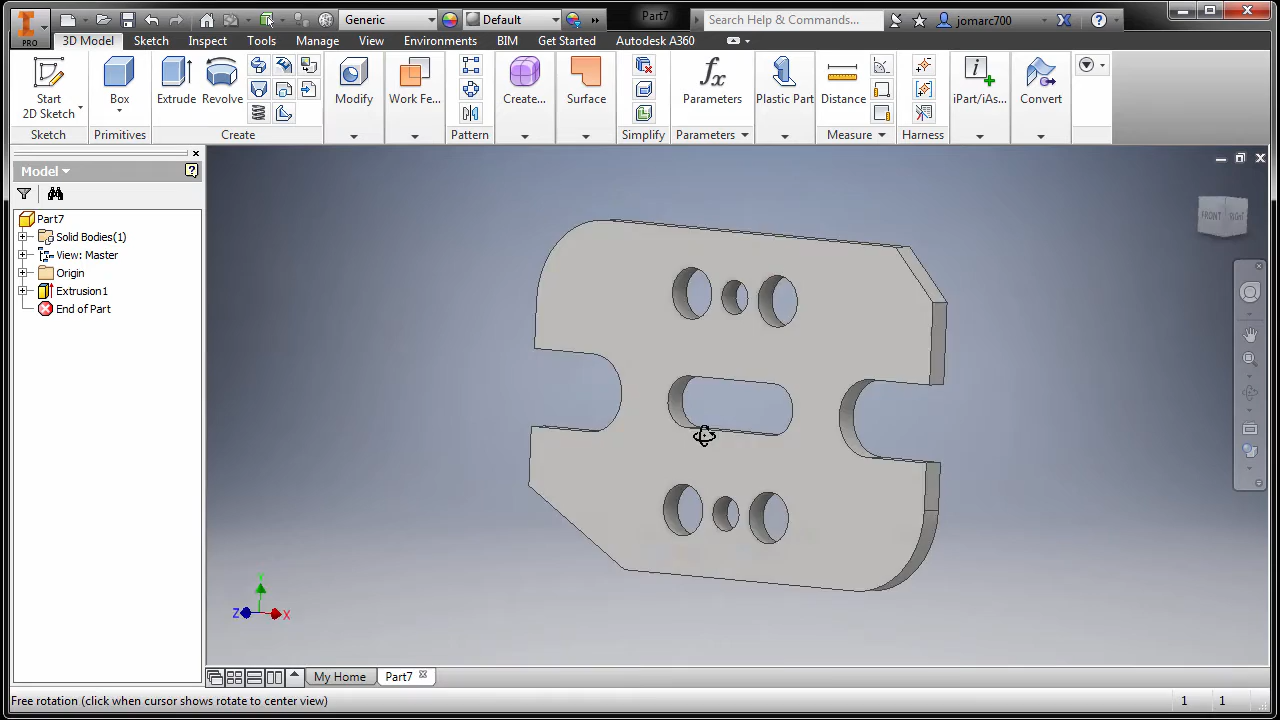 PRO
Generic
Default
Part7
Search Help & Commands...
jomarc700
3D Model
Sketch
Inspect
Tools
Manage
View
Environments
BIM
Get Started
Autodesk A360
Start
2D Sketch
Box
Extrude
Revolve
Modify
Work Fe...
Create...
Surface
fx
Parameters
Plastic Part
Distance
iPart/iAs...
Convert
Sketch
Primitives
Create
Pattern
Simplify
Parameters
Measure
Harness
Model
Part7
Solid Bodies(1)
View: Master
Origin
Extrusion1
End of Part
FRONT
RIGHT
Y
Z
X
My Home
Part7
Free rotation (click when cursor shows rotate to center view)
1
1